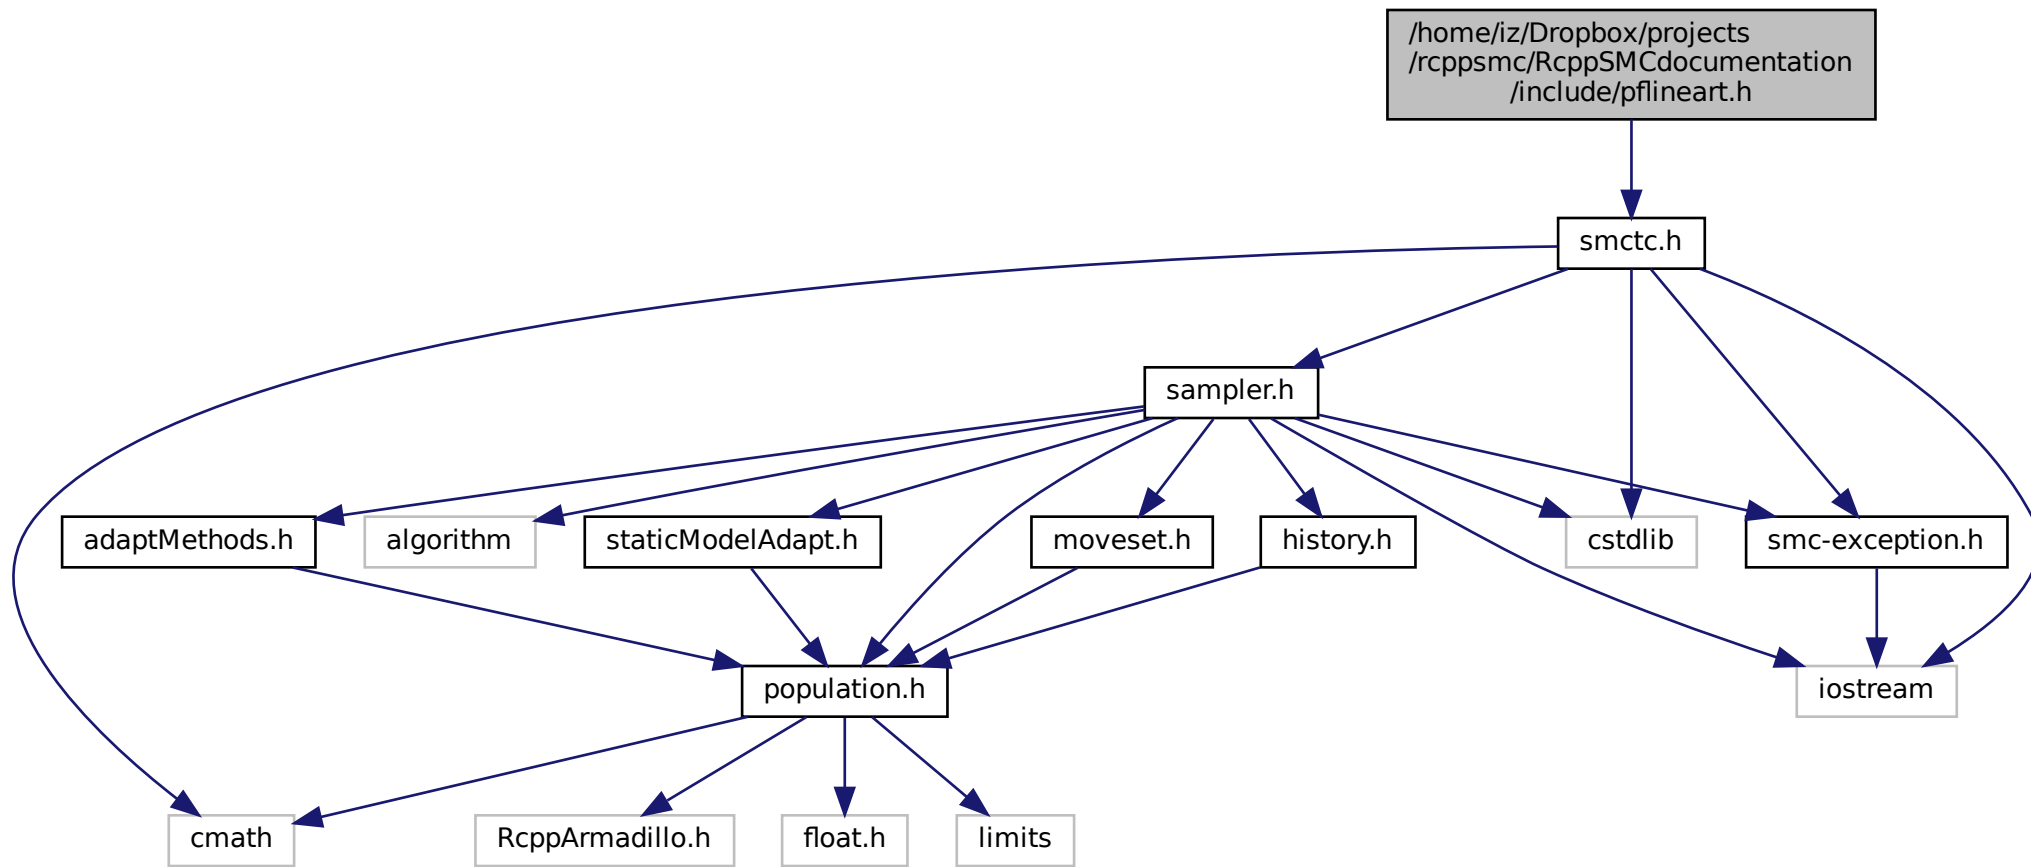 /home/iz/Dropbox/projects
/rcppsmc/RcppSMCdocumentation
/include/pflineart.h
smctc.h
sampler.h
adaptMethods.h
algorithm
staticModelAdapt.h
moveset.h
history.h
cstdlib
smc-exception.h
population.h
iostream
cmath
RcppArmadillo.h
float.h
limits